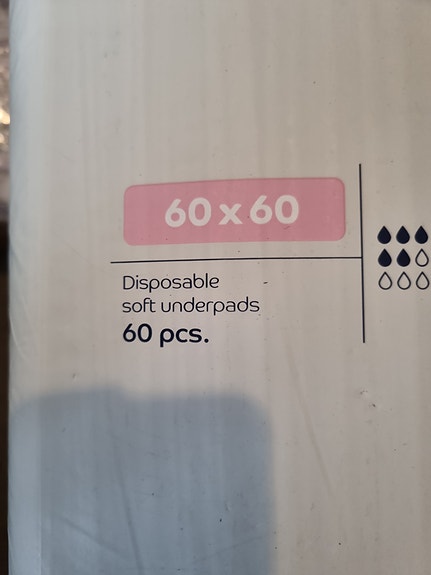 60 x 60
Disposable
soft underpads
60 pcs.